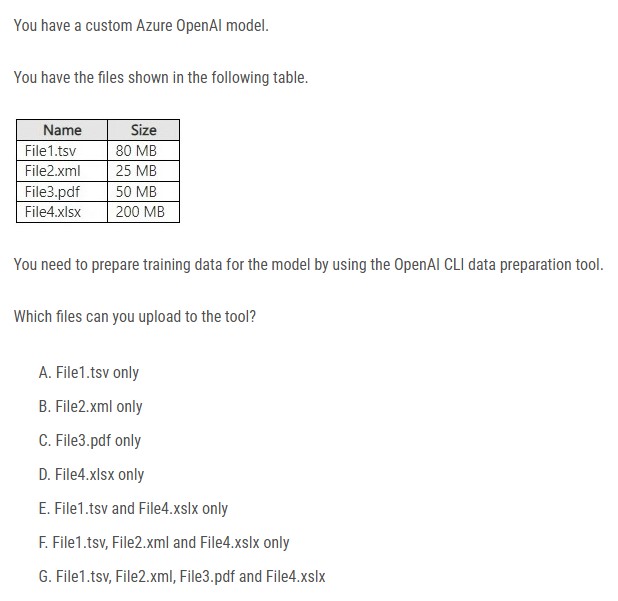 You have a custom Azure OpenAI model.
You have the files shown in the following table.
Name Size
File1.tsv 80 MB
File2.xml 25 MB
File3.pdf 50 MB
File4.xlsx 200 MB
You need to prepare training data for the model by using the OpenAI CLI data preparation tool.
Which files can you upload to the tool?
A. File1.tsv only
B. File2.xml only
C. File3.pdf only
D. File4.xlsx only
E. File1.tsv and File4.xslx only
F. File1.tsv, File2.xml and File4.xslx only
G. File1.tsv, File2.xml, File3.pdf and File4.xslx